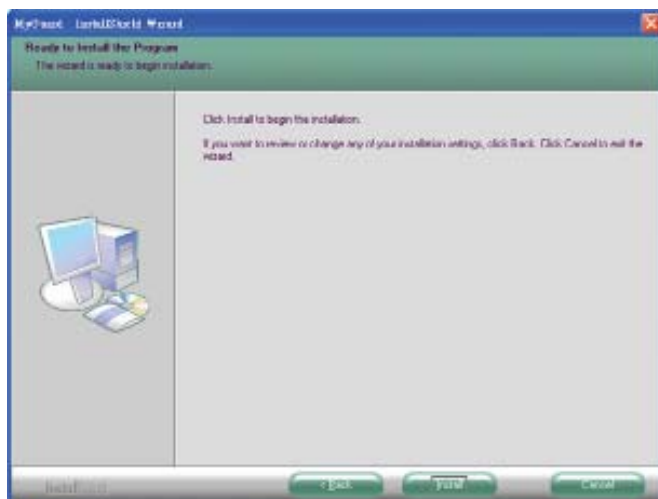 InstallShield Wizard
Ready to Install the Program
The wizard is ready to begin installation.
Click Install to begin the installation.
If you want to review or change any of your installation settings, click Back. Click Cancel to exit the
wizard.
< Back
Install
Cancel